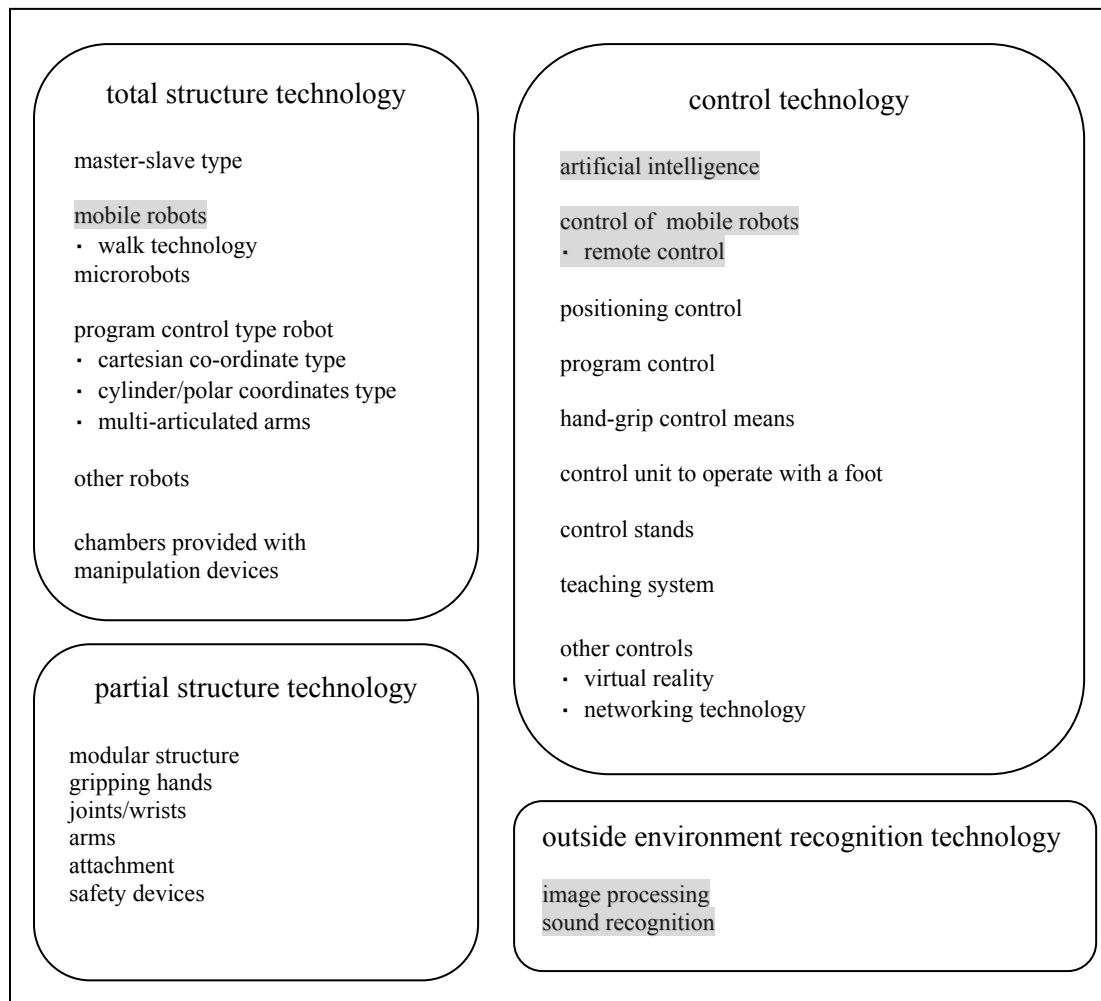 total structure technology
master-slave type
mobile robots
・ walk technology
microrobots
program control type robot
・ cartesian co-ordinate type
・ cylinder/polar coordinates type
・ multi-articulated arms
other robots
chambers provided with
manipulation devices
partial structure technology
modular structure
gripping hands
joints/wrists
arms
attachment
safety devices
control technology
artificial intelligence
control of mobile robots
・ remote control
positioning control
program control
hand-grip control means
control unit to operate with a foot
control stands
teaching system
other controls
・ virtual reality
・ networking technology
outside environment recognition technology
image processing
sound recognition